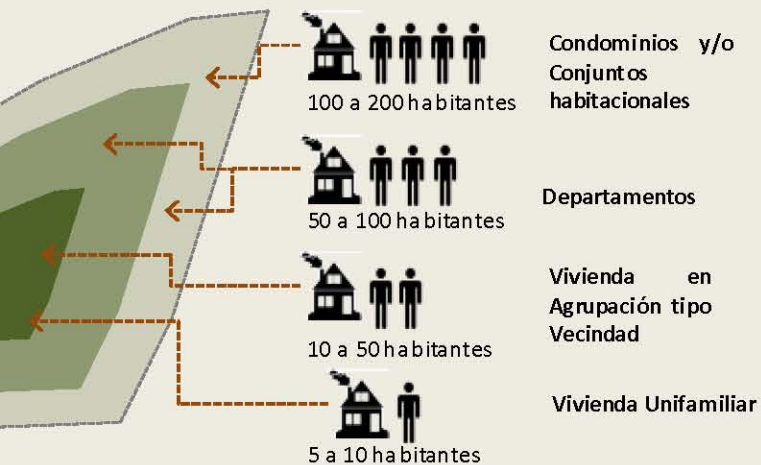 100 a 200 habitantes
Condominios y/o
Conjuntos
habitacionales
50 a 100 habitantes
Departamentos
10 a 50 habitantes
Vivienda en
Agrupación tipo
Vecindad
5 a 10 habitantes
Vivienda Unifamiliar